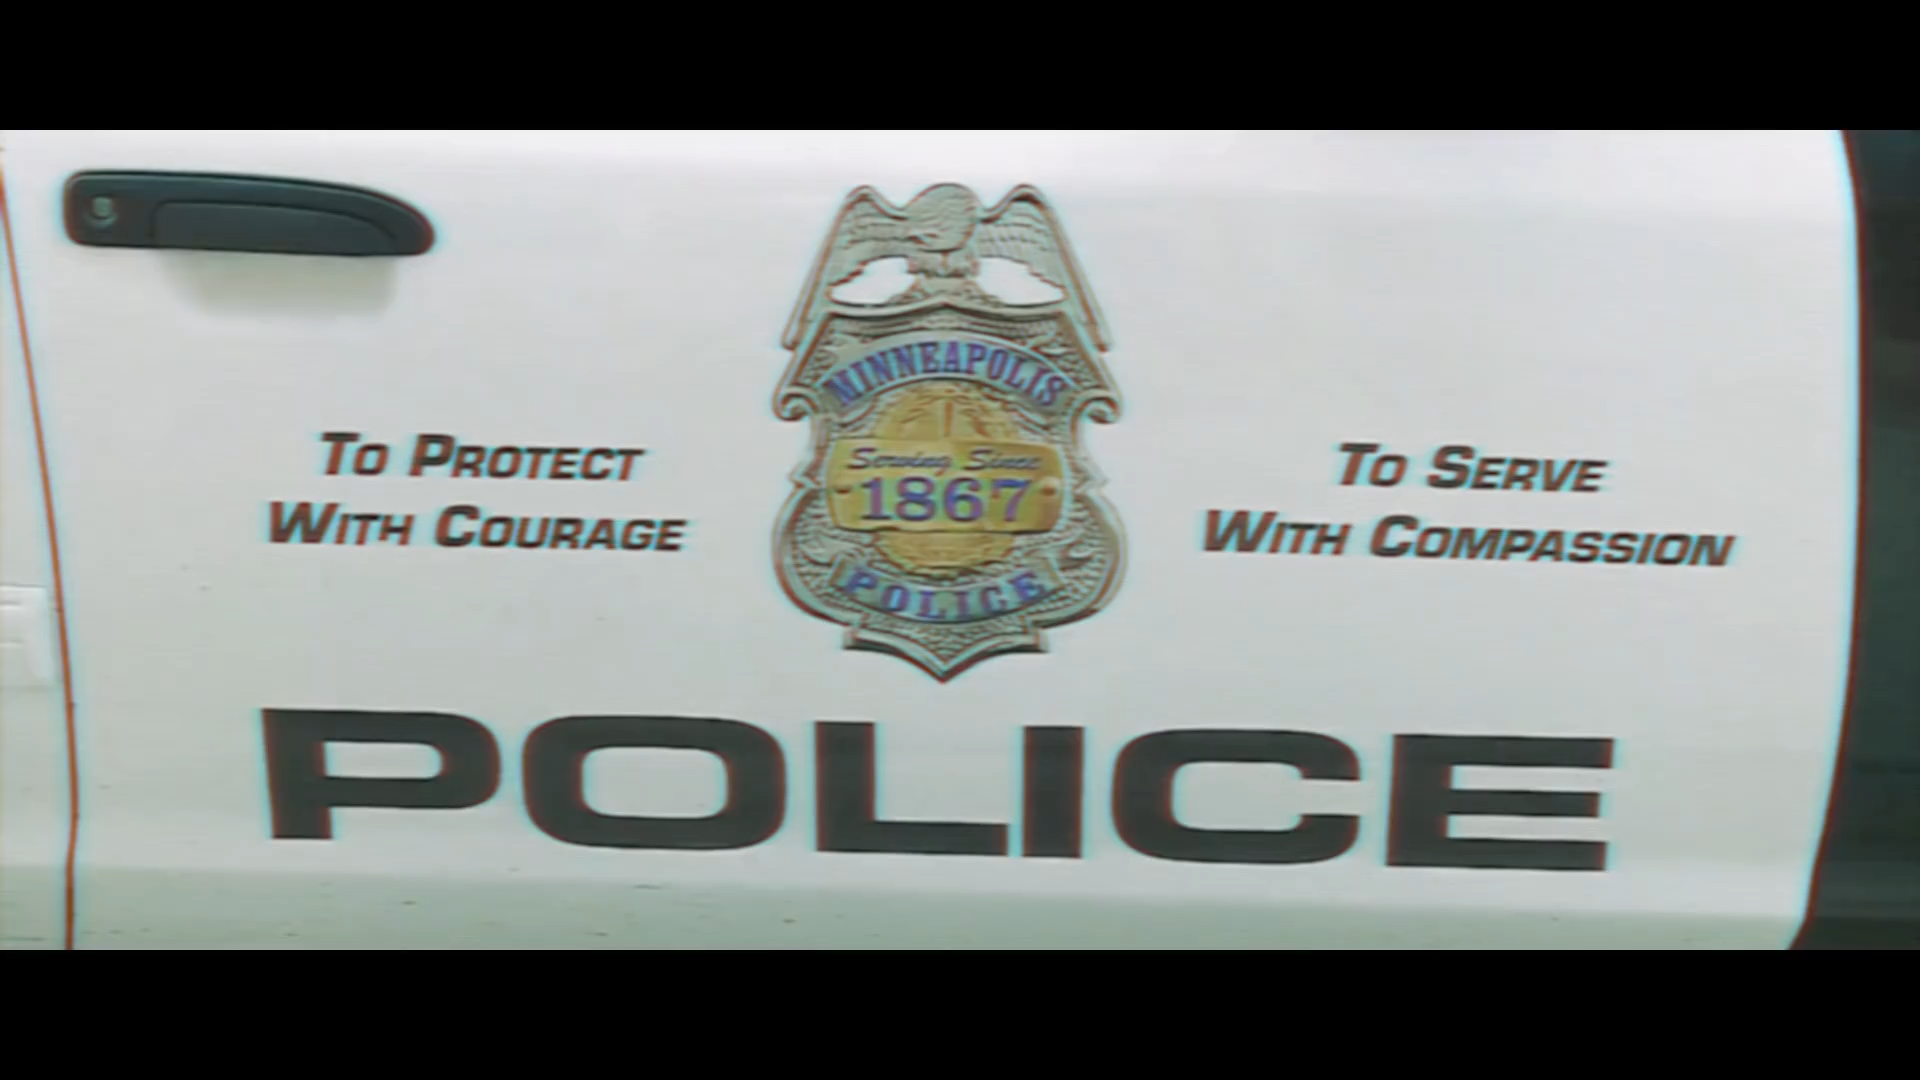 To Protect
With Courage
MINNEAPOLIS
Serving Since
1867
POLICE
To Serve
With Compassion
POLICE